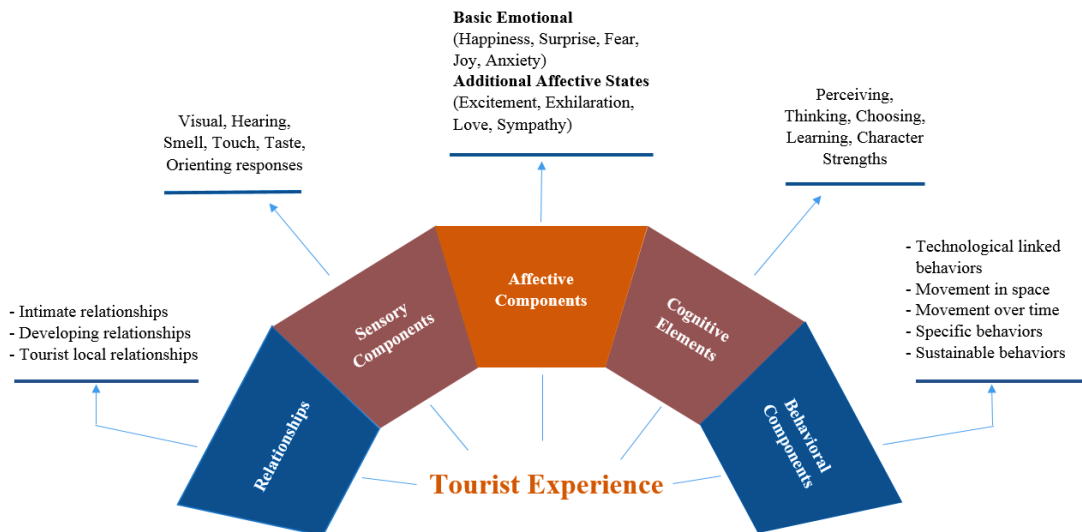 Basic Emotional
(Happiness, Surprise, Fear,
Joy, Anxiety)
Additional Affective States
(Excitement, Exhilaration,
Love, Sympathy)
Visual, Hearing,
Smell, Touch, Taste,
Orienting responses
Perceiving,
Thinking, Choosing,
Learning, Character
Strengths
- Intimate relationships
- Developing relationships
- Tourist local relationships
- Technological linked
behaviors
- Movement in space
- Movement over time
- Specific behaviors
- Sustainable behaviors
Relationships
Sensory
Components
Affective
Components
Cognitive
Elements
Behavioral
Components
Tourist Experience